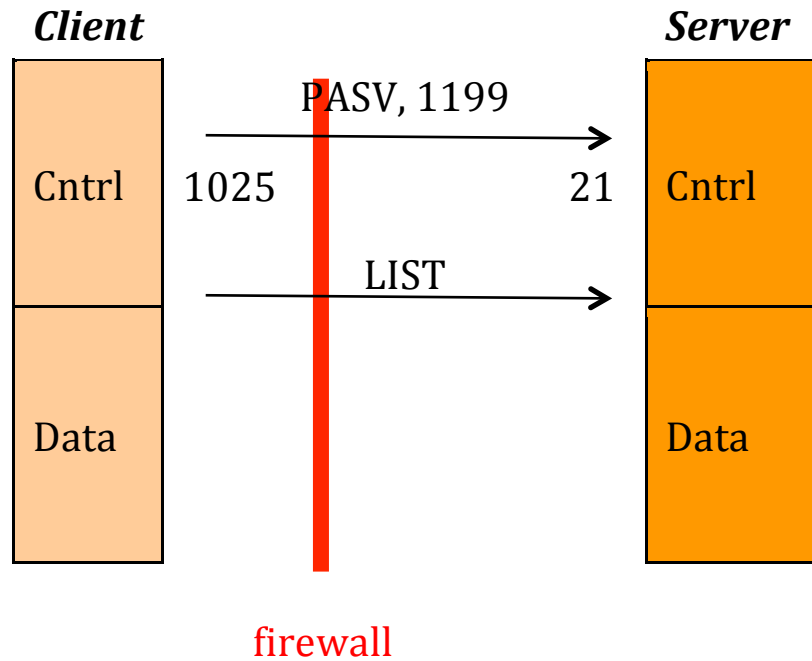 Client
Server
PASV, 1199
Cntrl
1025
21
Cntrl
LIST
Data
Data
firewall